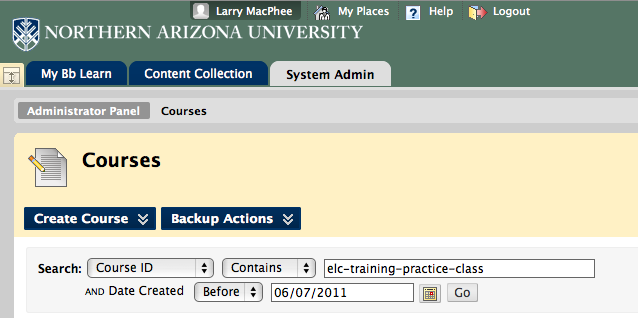 Larry MacPhee My Places Help Logout
NORTHERN ARIZONA UNIVERSITY
My Bb Learn Content Collection System Admin
Administrator Panel Courses
Courses
Create Course Backup Actions
Search: Course ID Contains elc-training-practice-class
AND Date Created Before 06/07/2011 Go